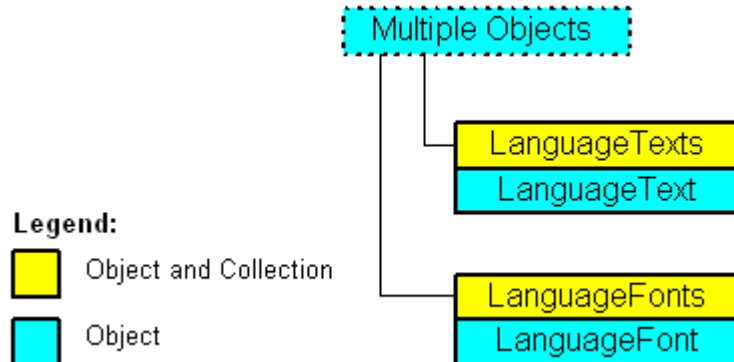 Multiple Objects
LanguageTexts
LanguageText
Legend:
Object and Collection
LanguageFonts
Object
LanguageFont